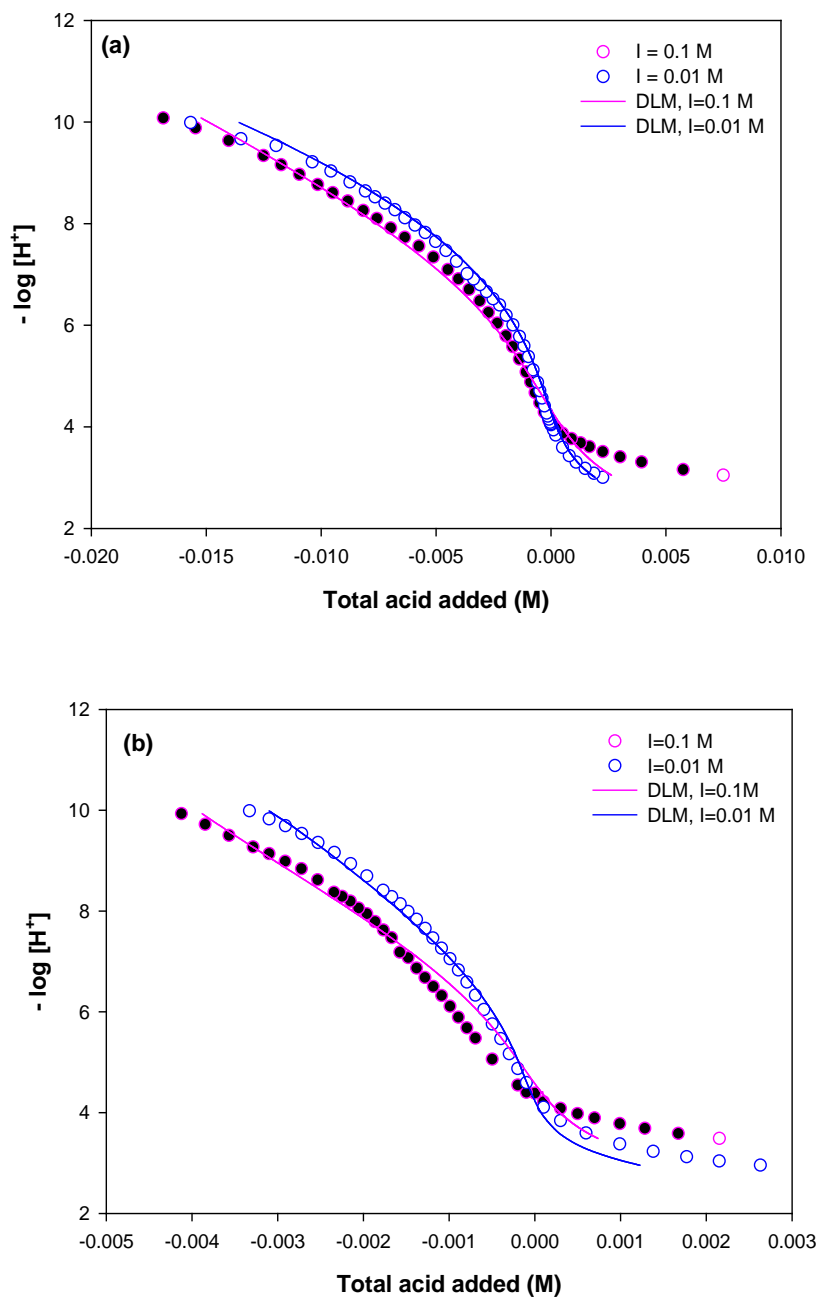 (a)
I = 0.1 M
I = 0.01 M
DLM, I=0.1 M
DLM, I=0.01 M
12
10
8
6
4
2
- log [H+]
-0.020 -0.015 -0.010 -0.005 0.000 0.005 0.010
Total acid added (M)
(b)
I=0.1 M
I=0.01 M
DLM, I=0.1M
DLM, I=0.01 M
12
10
8
6
4
2
- log [H+]
-0.005 -0.004 -0.003 -0.002 -0.001 0.000 0.001 0.002 0.003
Total acid added (M)